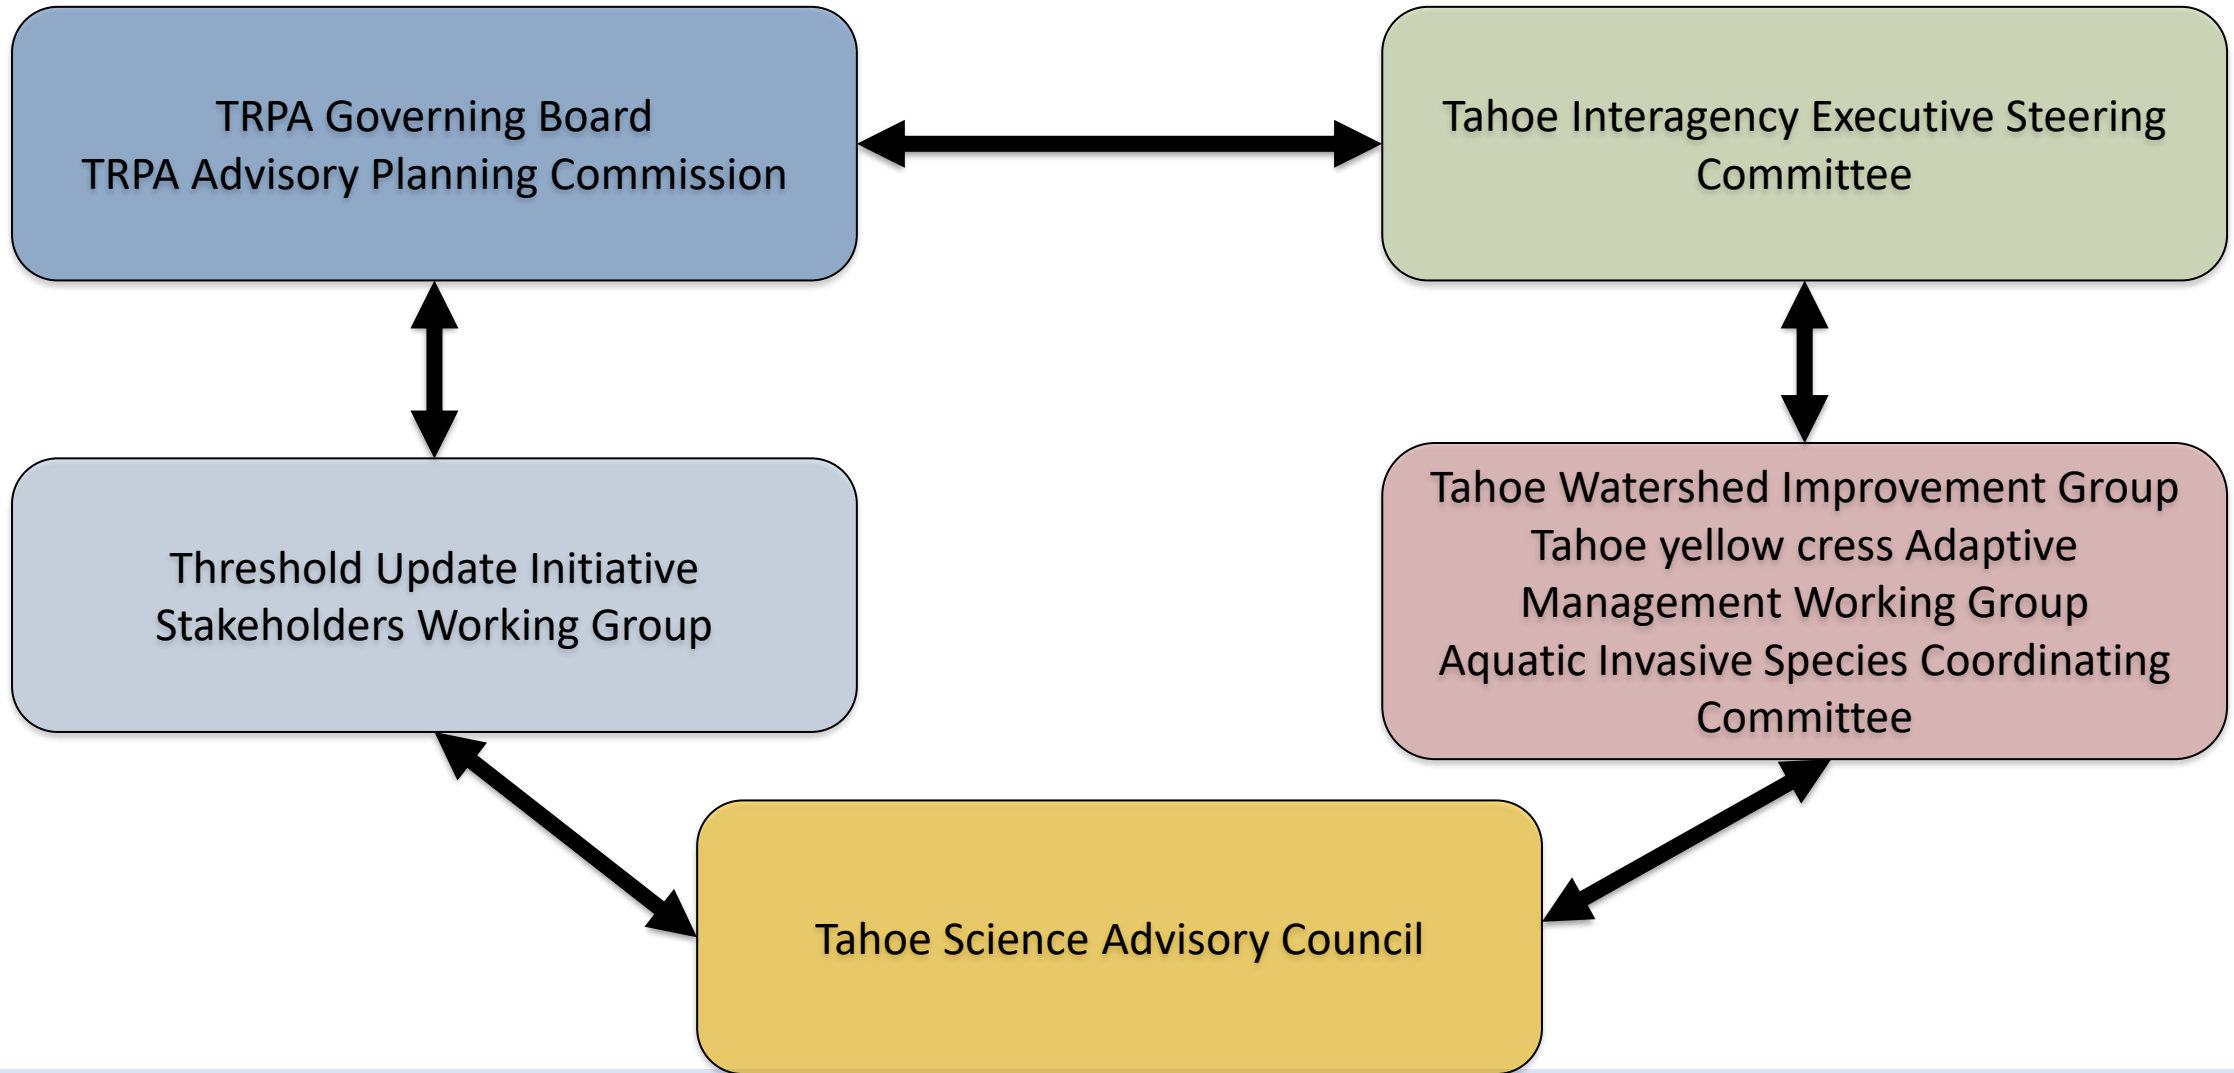 TRPA Governing Board
TRPA Advisory Planning Commission
Tahoe Interagency Executive Steering
Committee
Threshold Update Initiative
Stakeholders Working Group
Tahoe Watershed Improvement Group
Tahoe yellow cress Adaptive
Management Working Group
Aquatic Invasive Species Coordinating
Committee
Tahoe Science Advisory Council